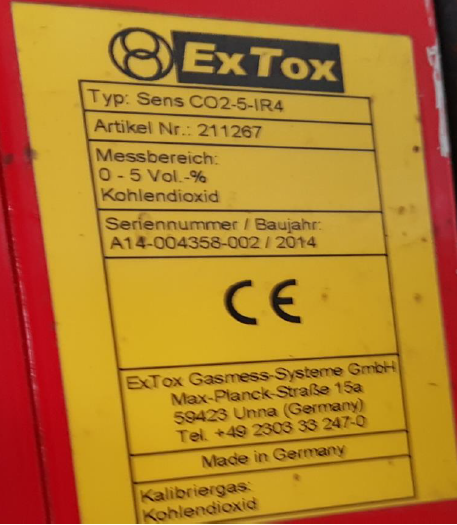 ExTox
Typ: Sens CO2-5-IR4
Artikel Nr.: 211267
Messbereich:
0 - 5 Vol.-%
Kohlendioxid
Seriennummer / Baujahr:
A14-004358-002 / 2014
CE
ExTox Gasmess-Systeme GmbH
Max-Planck-Straße 15a
59423 Unna (Germany)
Tel. +49 2303 33 247-0
Made in Germany
Kalibriergas:
Kohlendioxid